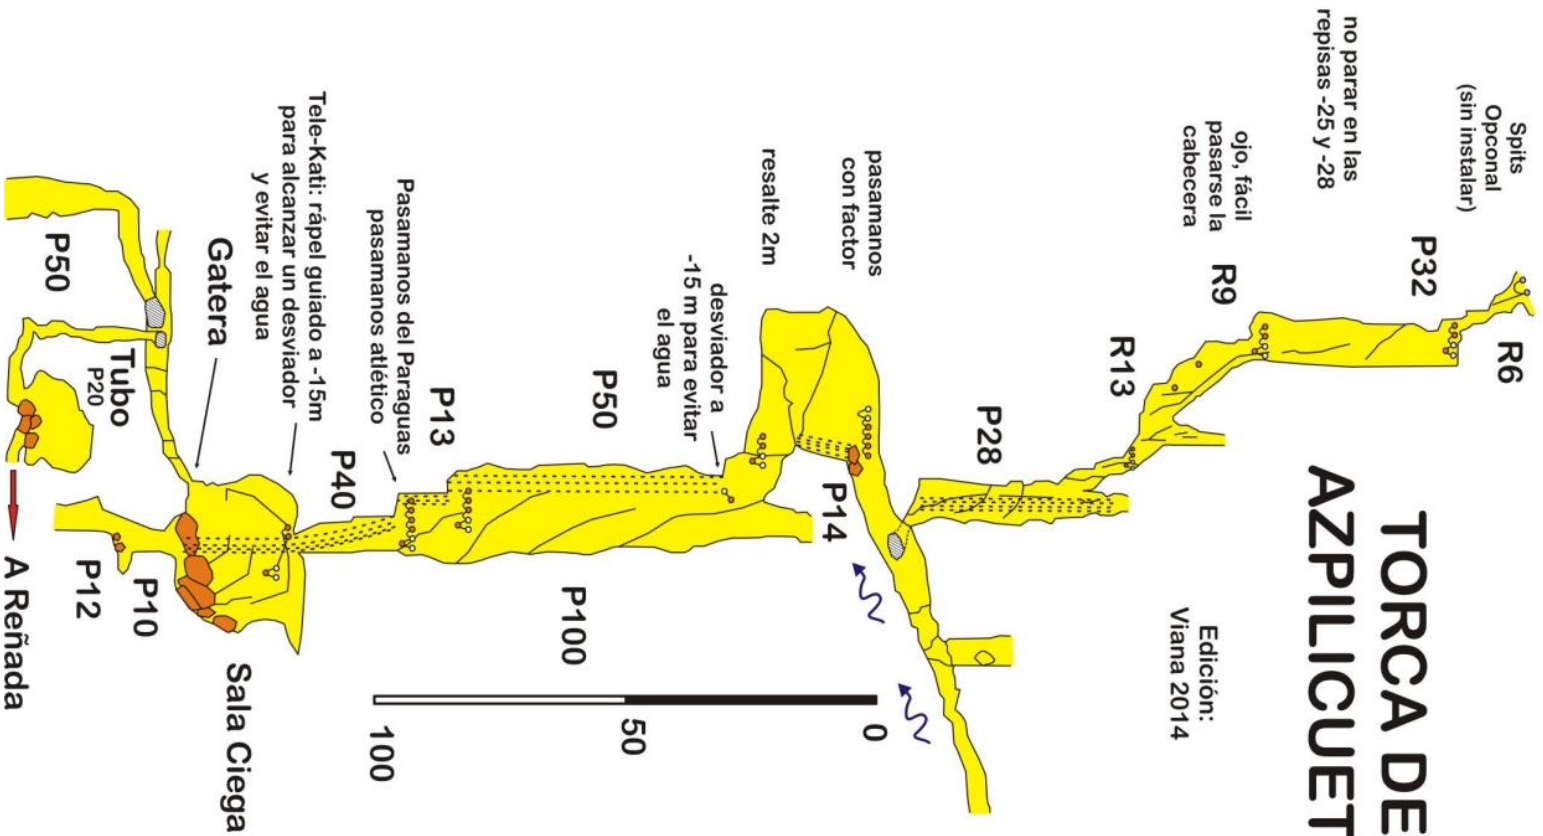 TORCA DE
AZPILICUET
Edición:
Viana 2014
Spits
Opconal
(sin instalar)
R6
P32
no parar en las
repisas -25 y -28
R9
ojo, fácil
pasarse la
cabecera
R13
P28
pasamanos
con factor
P14
resalte 2m
desviador a
-15 m para evitar
el agua
P50
P100
P13
Pasamanos del Paraguas
pasamanos atlético
P40
Tele-Kati: rápel guiado a -15m
para alcanzar un desviador
y evitar el agua
Gatera
Sala Ciega
P10
P12
Tubo
P20
P50
A Reñada
0
50
100